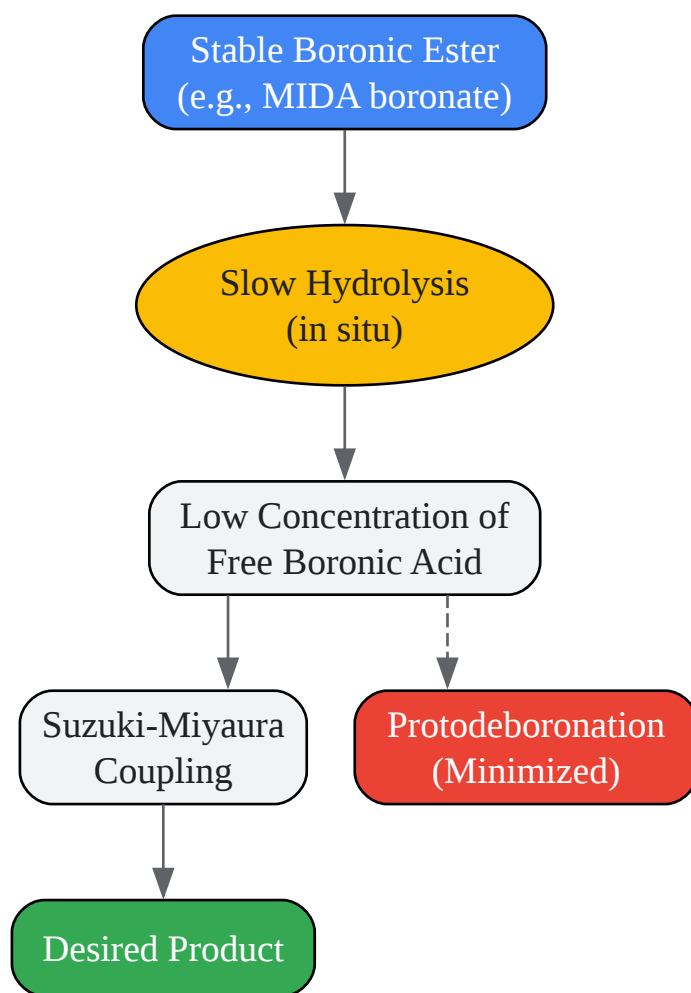 Stable Boronic Ester
(e.g., MIDA boronate)
Slow Hydrolysis
(in situ)
Low Concentration of
Free Boronic Acid
Suzuki-Miyaura
Coupling
Protodeboronation
(Minimized)
Desired Product